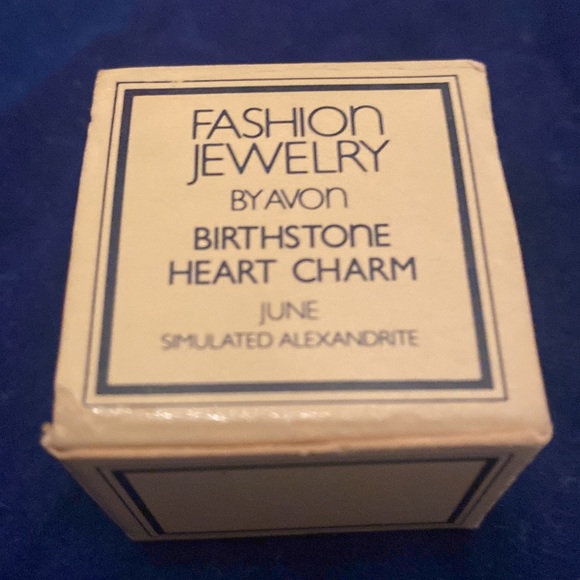 FASHION
JEWELRY
BY AVON
BIRTHSTONE
HEART CHARM
JUNE
SIMULATED ALEXANDRITE